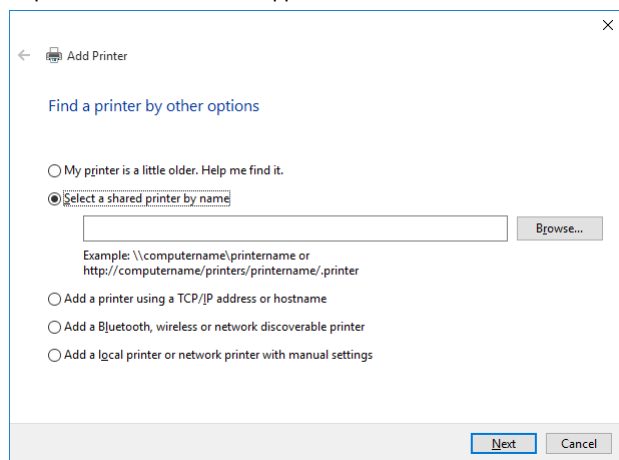 Add Printer
Find a printer by other options
My printer is a little older. Help me find it.
Select a shared printer by name
Browse...
Example: \\computername\printername or
http://computername/printers/printername/.printer
Add a printer using a TCP/IP address or hostname
Add a Bluetooth, wireless or network discoverable printer
Add a local printer or network printer with manual settings
Next Cancel